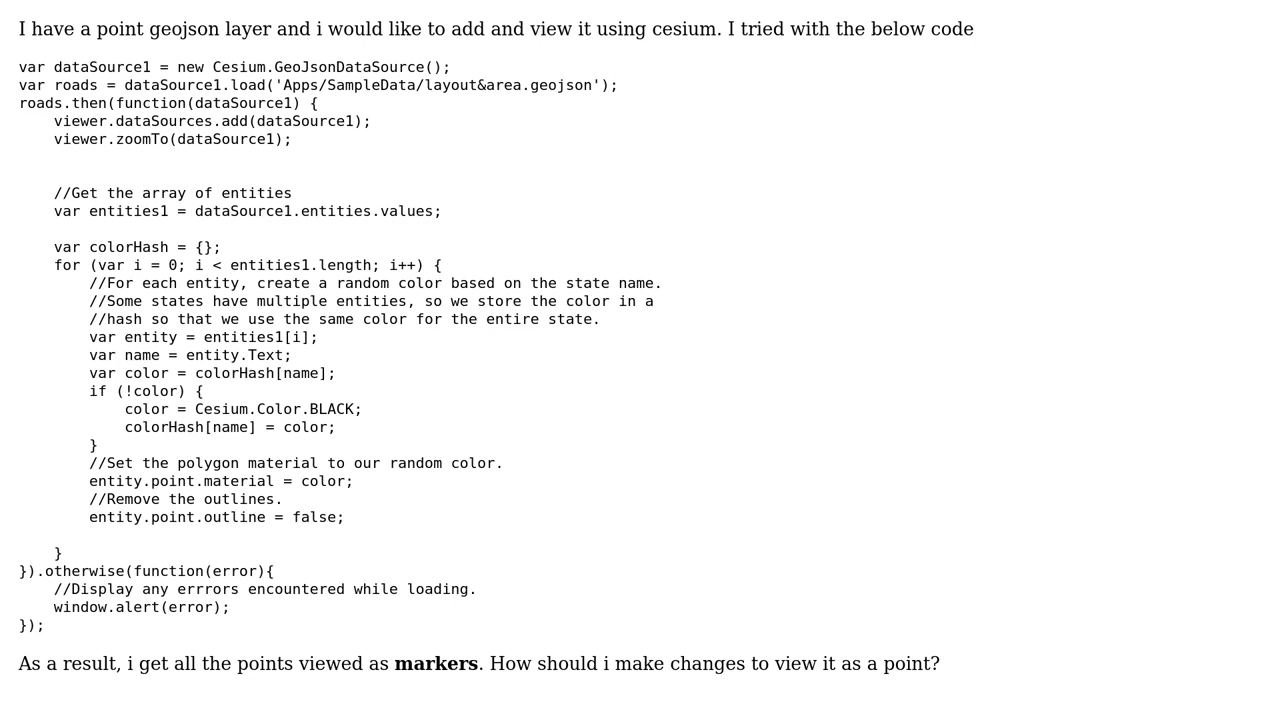 I have a point geojson layer and i would like to add and view it using cesium. I tried with the below code
var dataSource1 = new Cesium.GeoJsonDataSource();
var roads = dataSource1.load('Apps/SampleData/layout&area.geojson');
roads.then(function(dataSource1) {
    viewer.dataSources.add(dataSource1);
    viewer.zoomTo(dataSource1);
    //Get the array of entities
    var entities1 = dataSource1.entities.values;
    var colorHash = {};
    for (var i = 0; i < entities1.length; i++) {
        //For each entity, create a random color based on the state name.
        //Some states have multiple entities, so we store the color in a
        //hash so that we use the same color for the entire state.
        var entity = entities1[i];
        var name = entity.Text;
        var color = colorHash[name];
        if (!color) {
            color = Cesium.Color.BLACK;
            colorHash[name] = color;
        }
        //Set the polygon material to our random color.
        entity.point.material = color;
        //Remove the outlines.
        entity.point.outline = false;
    }
}).otherwise(function(error){
    //Display any errrors encountered while loading.
    window.alert(error);
});
As a result, i get all the points viewed as markers. How should i make changes to view it as a point?